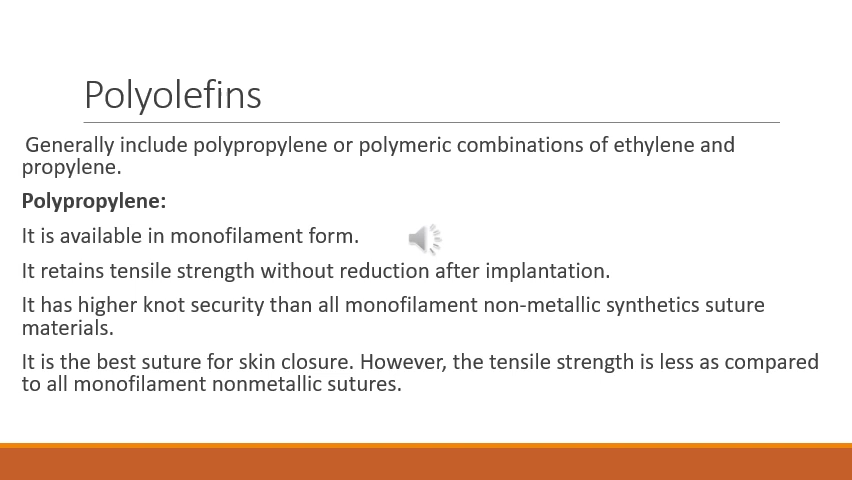 Polyolefins
Generally include polypropylene or polymeric combinations of ethylene and
propylene.
Polypropylene:
It is available in monofilament form.
It retains tensile strength without reduction after implantation.
It has higher knot security than all monofilament non-metallic synthetics suture
materials.
It is the best suture for skin closure. However, the tensile strength is less as compared
to all monofilament nonmetallic sutures.